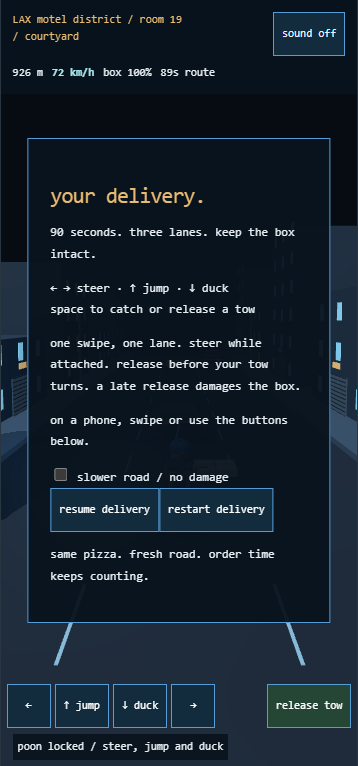 LAX motel district / room 19
/ courtyard
sound off
926 m 72 km/h box 100% 89s route
your delivery.
90 seconds. three lanes. keep the box
intact.
← → steer · ↑ jump · ↓ duck
space to catch or release a tow
one swipe, one lane. steer while
attached. release before your tow
turns. a late release damages the box.
on a phone, swipe or use the buttons
below.
slower road / no damage
resume delivery restart delivery
same pizza. fresh road. order time
keeps counting.
← ↑ jump ↓ duck → release tow
poon locked / steer, jump and duck